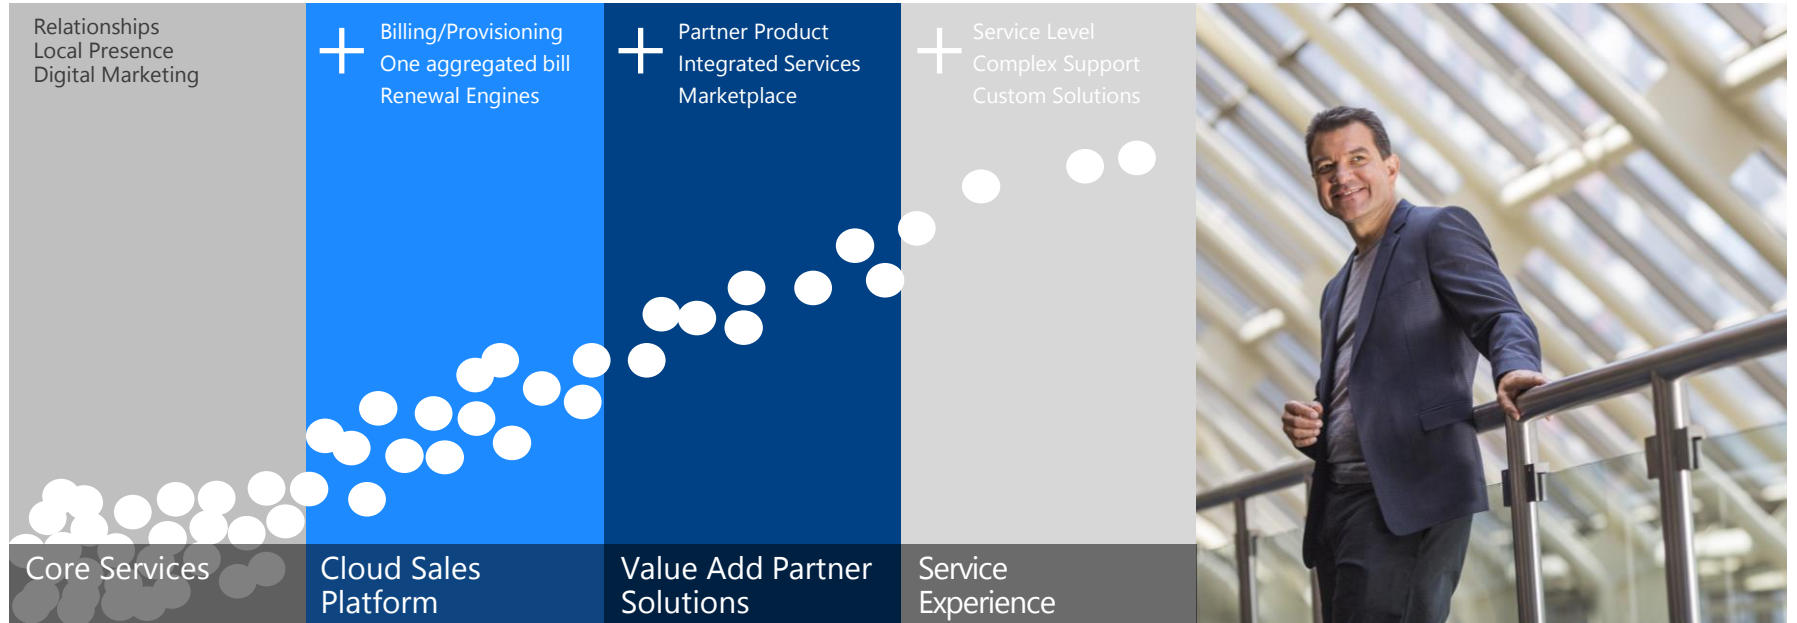 Relationships
Local Presence
Digital Marketing
Billing/Provisioning
One aggregated bill
Renewal Engines
Partner Product
Integrated Services
Marketplace
Service Level
Complex Support
Custom Solutions
Core Services
Cloud Sales
Platform
Value Add Partner
Solutions
Service
Experience